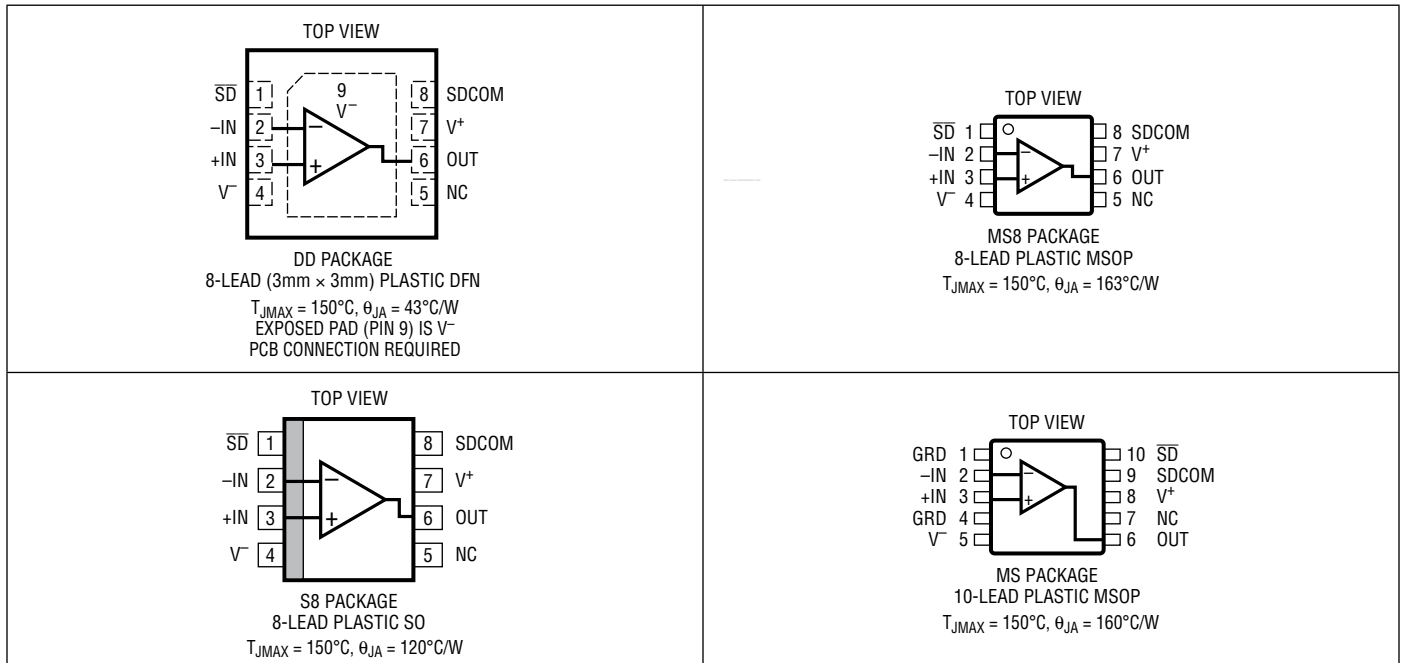 TOP VIEW
S̅D̅ 1
–IN 2
+IN 3
V– 4
9
V–
–
+
8 SDCOM
7 V+
6 OUT
5 NC
DD PACKAGE
8-LEAD (3mm × 3mm) PLASTIC DFN
TJMAX = 150°C, θJA = 43°C/W
EXPOSED PAD (PIN 9) IS V–
PCB CONNECTION REQUIRED
TOP VIEW
S̅D̅ 1
–IN 2
+IN 3
V– 4
–
+
8 SDCOM
7 V+
6 OUT
5 NC
MS8 PACKAGE
8-LEAD PLASTIC MSOP
TJMAX = 150°C, θJA = 163°C/W
TOP VIEW
S̅D̅ 1
–IN 2
+IN 3
V– 4
–
+
8 SDCOM
7 V+
6 OUT
5 NC
S8 PACKAGE
8-LEAD PLASTIC SO
TJMAX = 150°C, θJA = 120°C/W
TOP VIEW
GRD 1
–IN 2
+IN 3
GRD 4
V– 5
–
+
10 S̅D̅
9 SDCOM
8 V+
7 NC
6 OUT
MS PACKAGE
10-LEAD PLASTIC MSOP
TJMAX = 150°C, θJA = 160°C/W